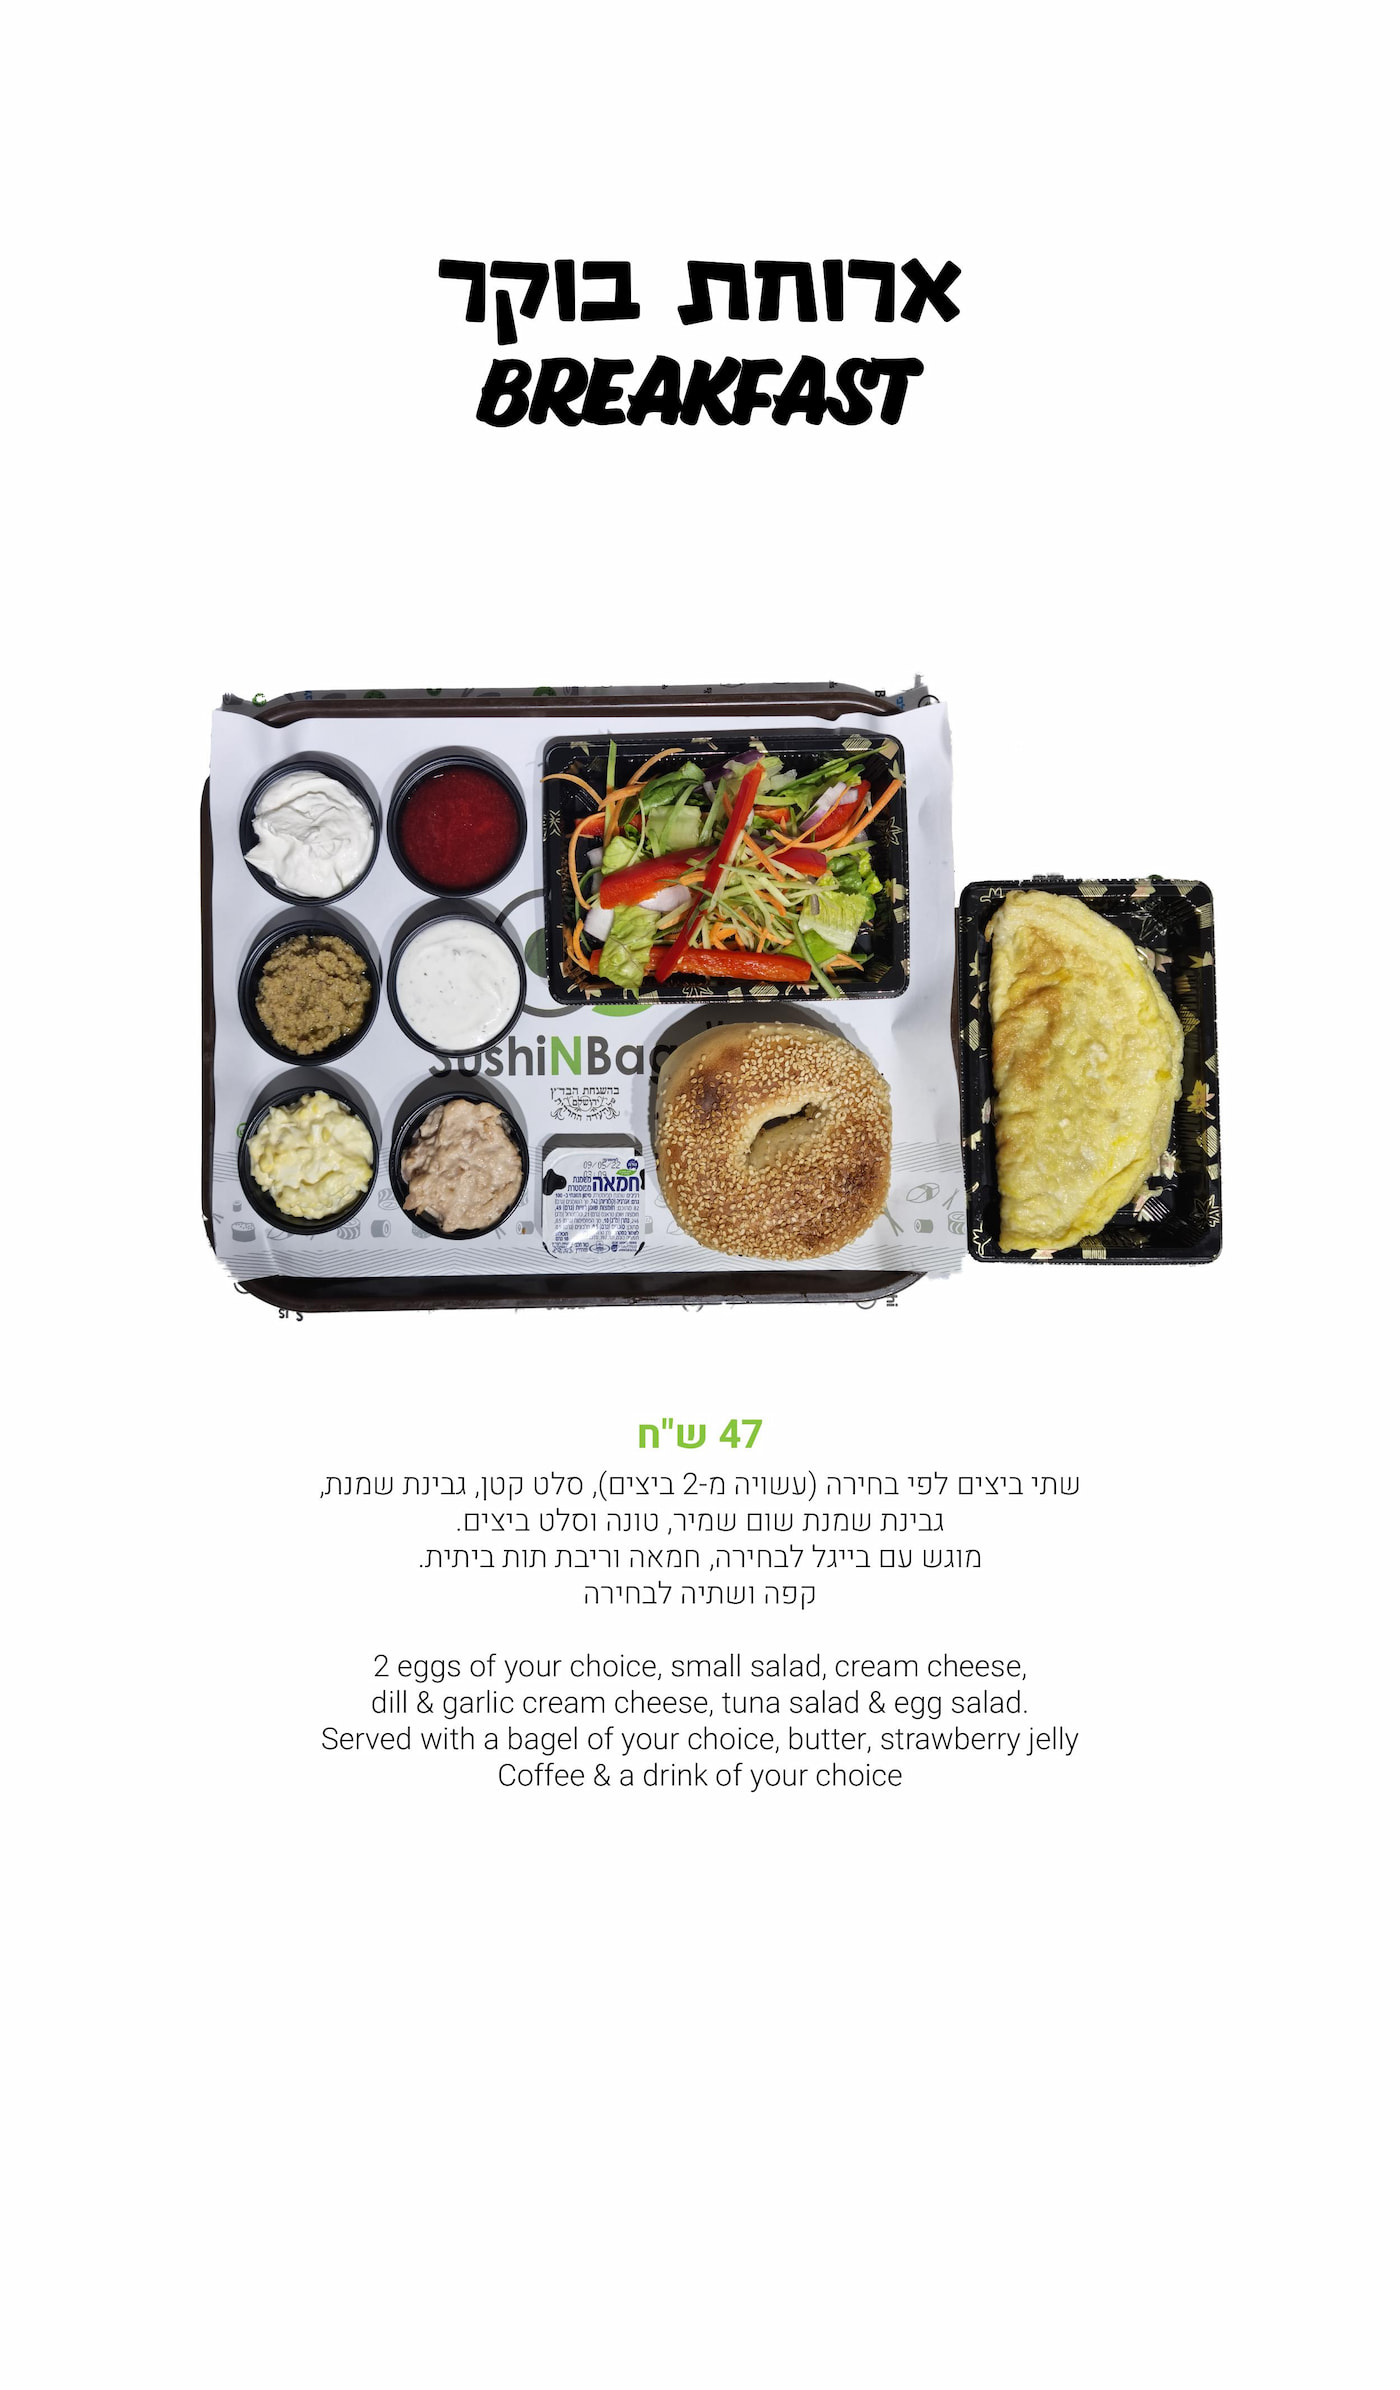 ארוחת בוקר
BREAKFAST
SushiNBag
בהשגחת הבד"ץ
09/05/22
חמאה
47 ש"ח
שתי ביצים לפי בחירה (עשויה מ-2 ביצים), סלט קטן, גבינת שמנת,
גבינת שמנת שום שמיר, טונה וסלט ביצים.
מוגש עם בייגל לבחירה, חמאה וריבת תות ביתית.
קפה ושתיה לבחירה
2 eggs of your choice, small salad, cream cheese,
dill & garlic cream cheese, tuna salad & egg salad.
Served with a bagel of your choice, butter, strawberry jelly
Coffee & a drink of your choice